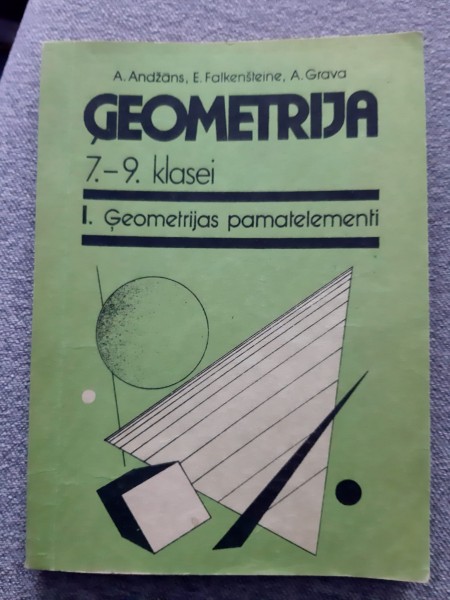 A. Andžāns, E. Falkenšteine, A. Grava
ĢEOMETRIJA
7.–9. klasei
I. Ģeometrijas pamatelementi